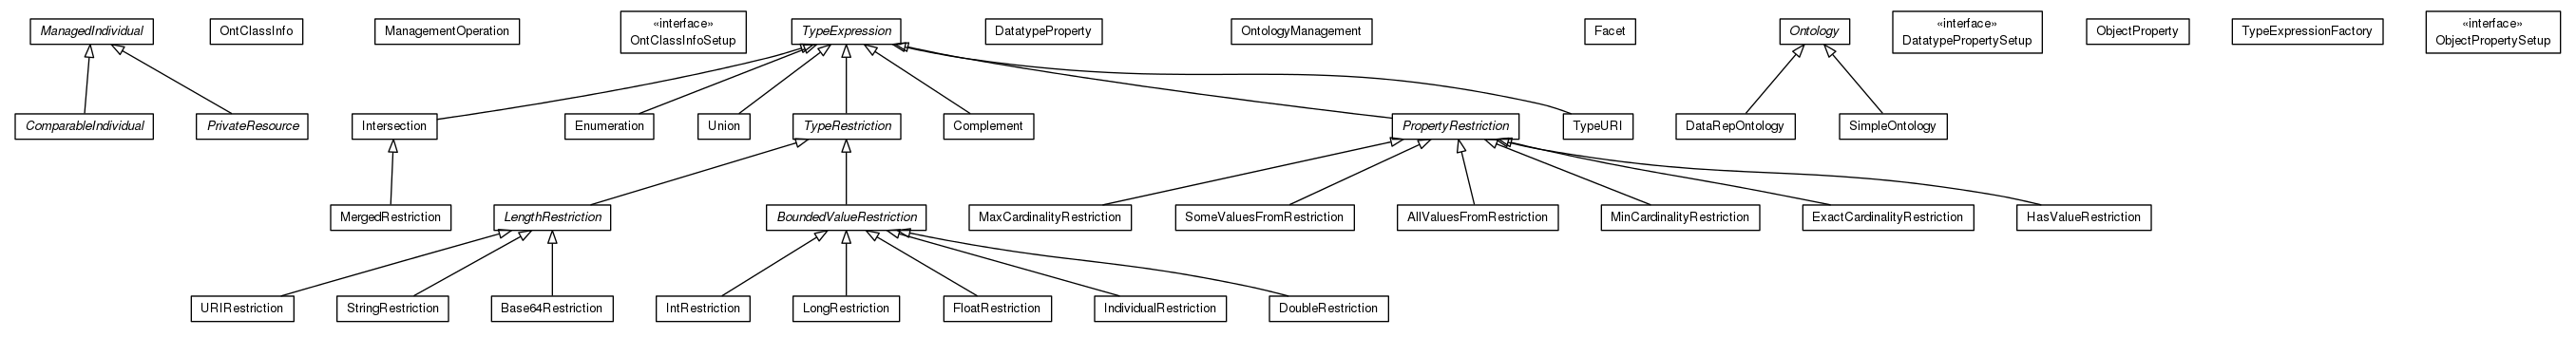 ManagedIndividual
OntClassInfo
ManagementOperation
«interface»
OntClassInfoSetup
TypeExpression
DatatypeProperty
OntologyManagement
Facet
Ontology
«interface»
DatatypePropertySetup
ObjectProperty
TypeExpressionFactory
«interface»
ObjectPropertySetup
ComparableIndividual
PrivateResource
Intersection
Enumeration
Union
TypeRestriction
Complement
PropertyRestriction
TypeURI
DataRepOntology
SimpleOntology
MergedRestriction
LengthRestriction
BoundedValueRestriction
MaxCardinalityRestriction
SomeValuesFromRestriction
AllValuesFromRestriction
MinCardinalityRestriction
ExactCardinalityRestriction
HasValueRestriction
URIRestriction
StringRestriction
Base64Restriction
IntRestriction
LongRestriction
FloatRestriction
IndividualRestriction
DoubleRestriction